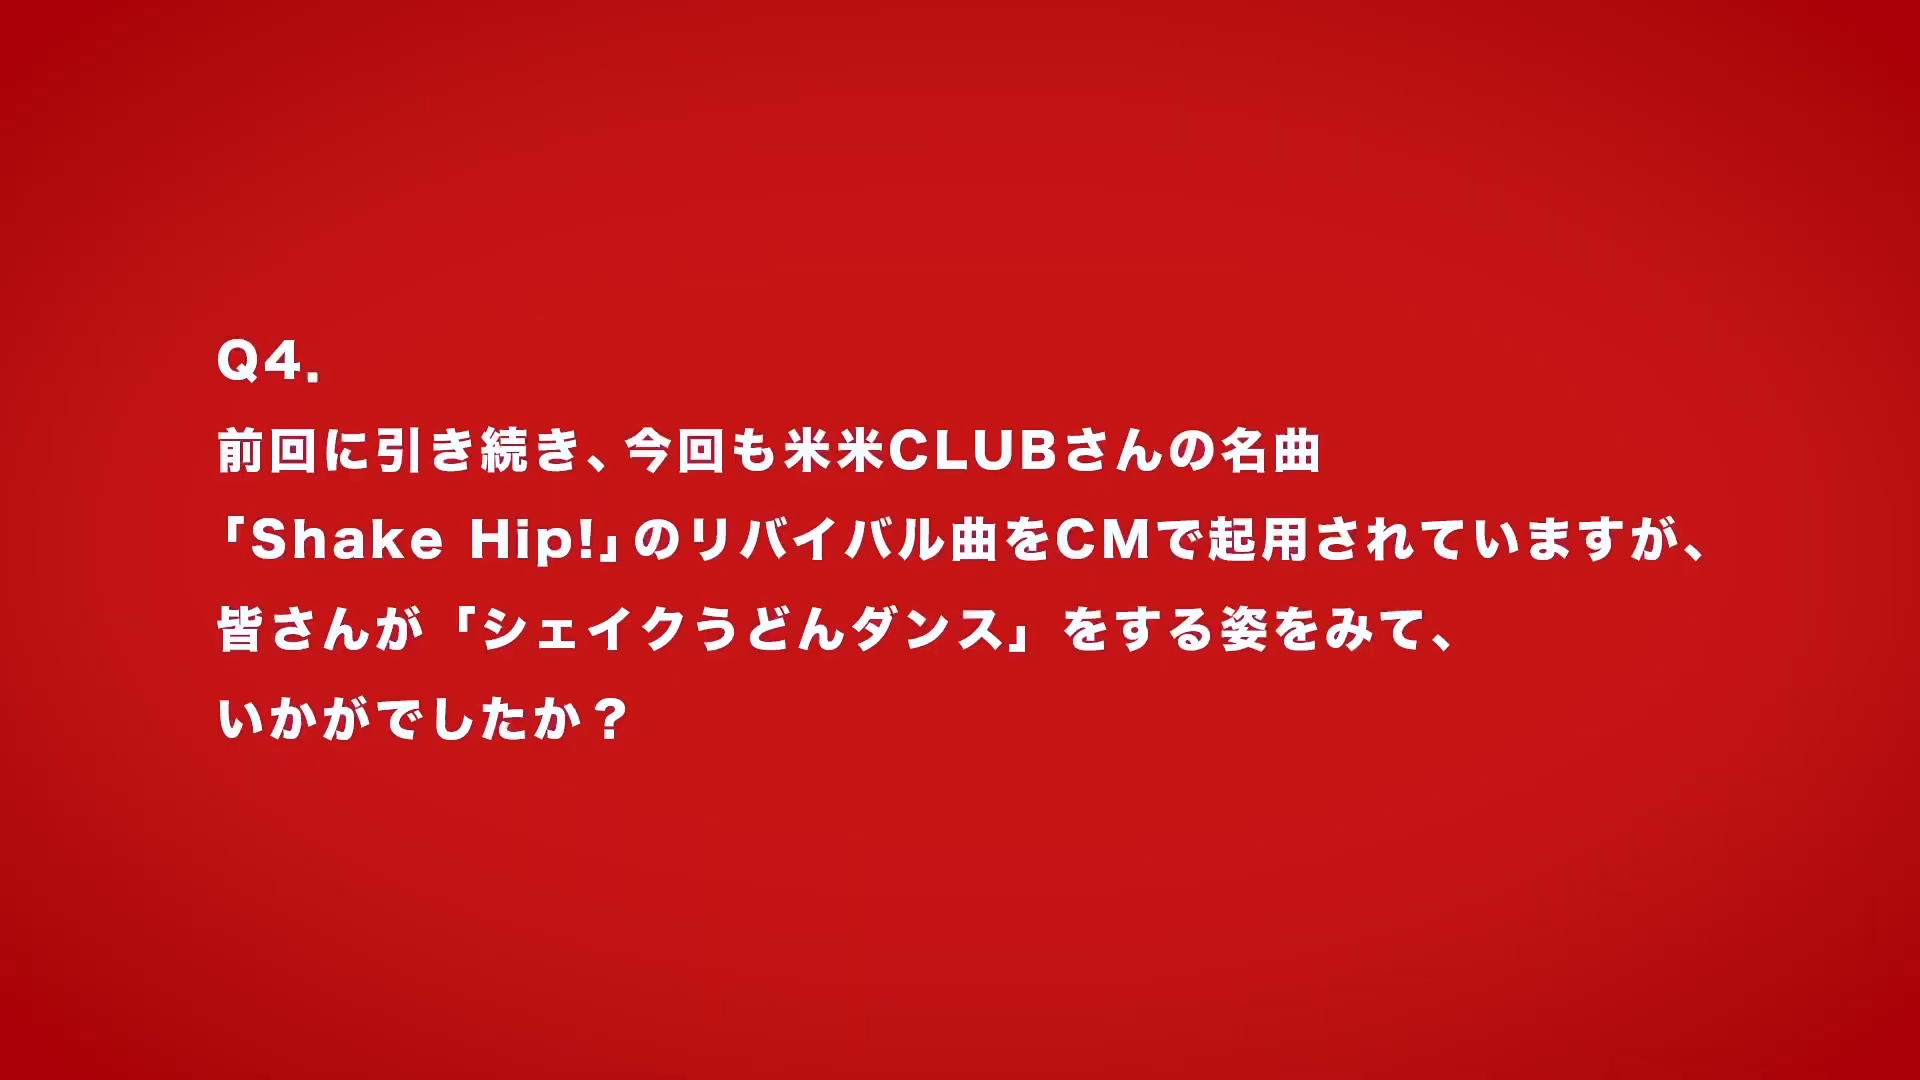 Q4.
前回に引き続き、今回も米米CLUBさんの名曲
「Shake Hip!」のリバイバル曲をCMで起用されていますが、
皆さんが「シェイクうどんダンス」をする姿をみて、
いかがでしたか？